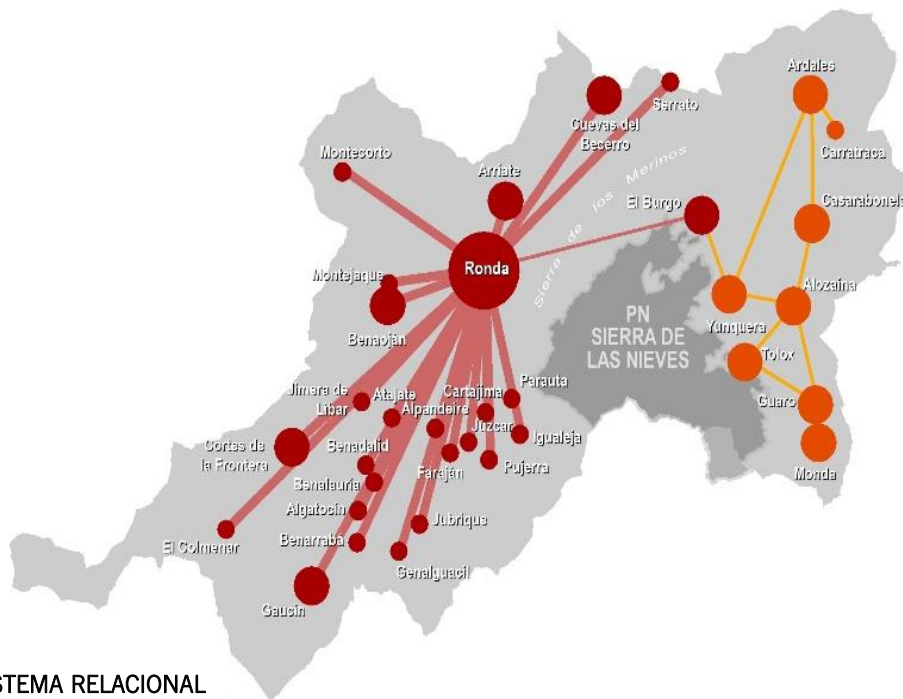 Ardales
Serrato
Cuevas del
Becerro
Carratraca
Montecorto
Arriate
Sierra de los Merinos
El Burgo
Casarabonela
Ronda
Montejaque
Benaoján
PN
SIERRA DE
LAS NIEVES
Yunquera
Alozaina
Tolox
Jimera de
Líbar
Atajate
Cartajima
Parauta
Alpandeire
Guaro
Júzcar
Igualeja
Cortes de
la Frontera
Benadalid
Faraján
Pujerra
Monda
Benalauría
Algatocín
Jubrique
El Colmenar
Benarrabá
Genalguacil
Gaucín
STEMA RELACIONAL